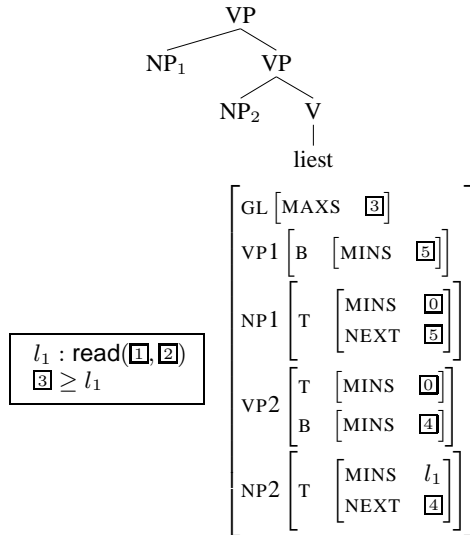 VP
NP₁ VP
NP₂ V
liest
GL [MAXS 3]
VP1 [B [MINS 5]]
NP1 [T [MINS 0
NEXT 5]]
l₁ : read(1, 2)
3 ≥ l₁
VP2 [T [MINS 0]
B [MINS 4]]
NP2 [T [MINS l₁
NEXT 4]]